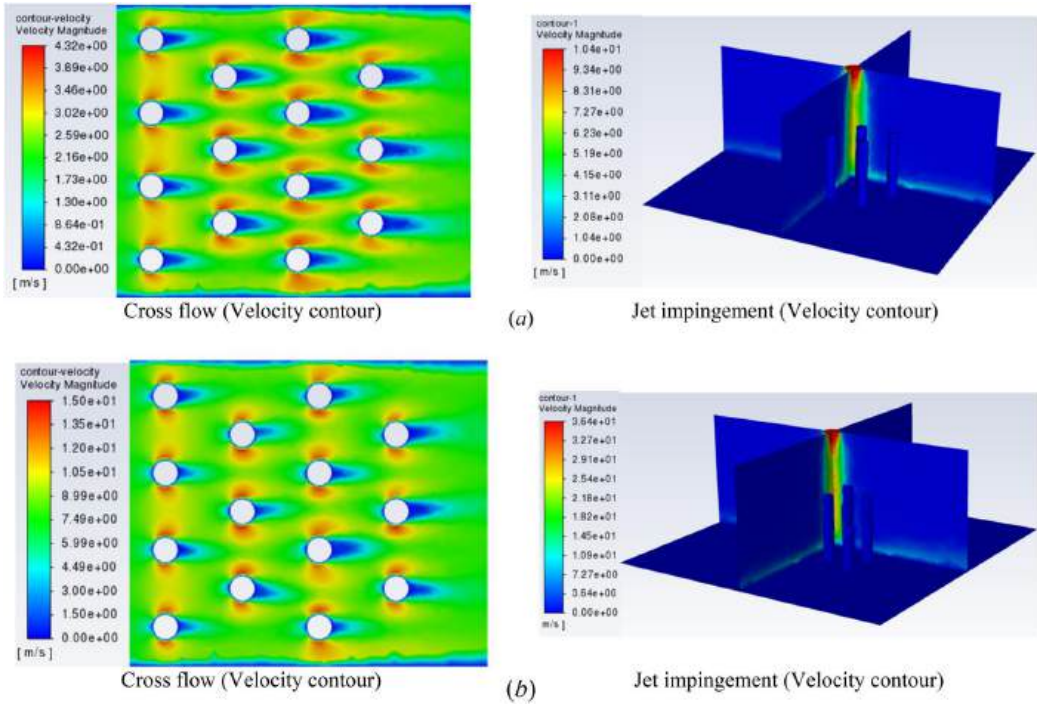 contour-velocity
Velocity Magnitude
4.32e+00
3.89e+00
3.46e+00
3.02e+00
2.59e+00
2.16e+00
1.73e+00
1.30e+00
8.64e-01
4.32e-01
0.00e+00
[ m/s ]
Cross flow (Velocity contour)
contour-1
Velocity Magnitude
1.04e+01
9.34e+00
8.31e+00
7.27e+00
6.23e+00
5.19e+00
4.15e+00
3.11e+00
2.08e+00
1.04e+00
0.00e+00
[ m/s ]
Jet impingement (Velocity contour)
(a)
contour-velocity
Velocity Magnitude
1.50e+01
1.35e+01
1.20e+01
1.05e+01
8.99e+00
7.49e+00
5.99e+00
4.49e+00
3.00e+00
1.50e+00
0.00e+00
[ m/s ]
Cross flow (Velocity contour)
contour-1
Velocity Magnitude
3.64e+01
3.27e+01
2.91e+01
2.54e+01
2.18e+01
1.82e+01
1.45e+01
1.09e+01
7.27e+00
3.64e+00
0.00e+00
m/s ]
Jet impingement (Velocity contour)
(b)